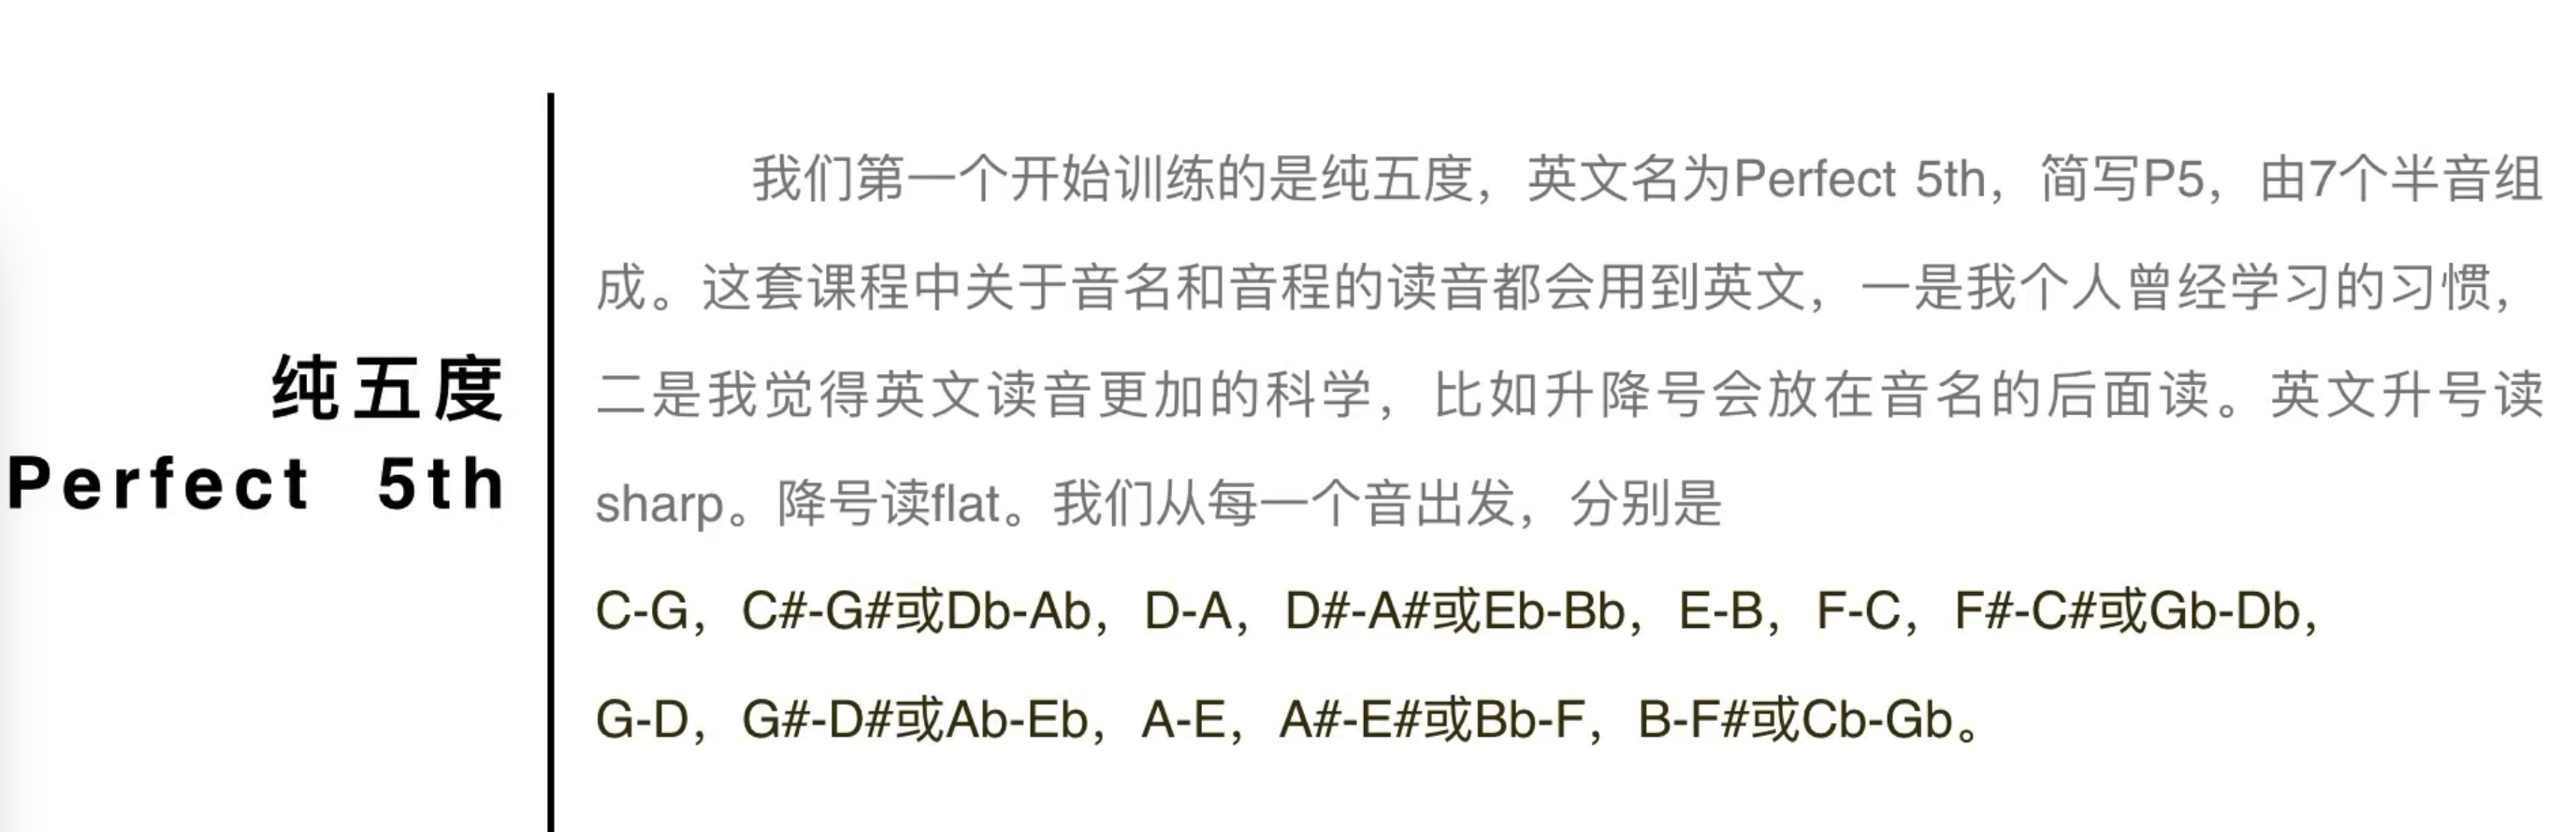 纯五度
Perfect 5th
我们第一个开始训练的是纯五度，英文名为Perfect 5th，简写P5，由7个半音组
成。这套课程中关于音名和音程的读音都会用到英文，一是我个人曾经学习的习惯，
二是我觉得英文读音更加的科学，比如升降号会放在音名的后面读。英文升号读
sharp。降号读flat。我们从每一个音出发，分别是
C-G，C#-G#或Db-Ab，D-A，D#-A#或Eb-Bb，E-B，F-C，F#-C#或Gb-Db，
G-D，G#-D#或Ab-Eb，A-E，A#-E#或Bb-F，B-F#或Cb-Gb。